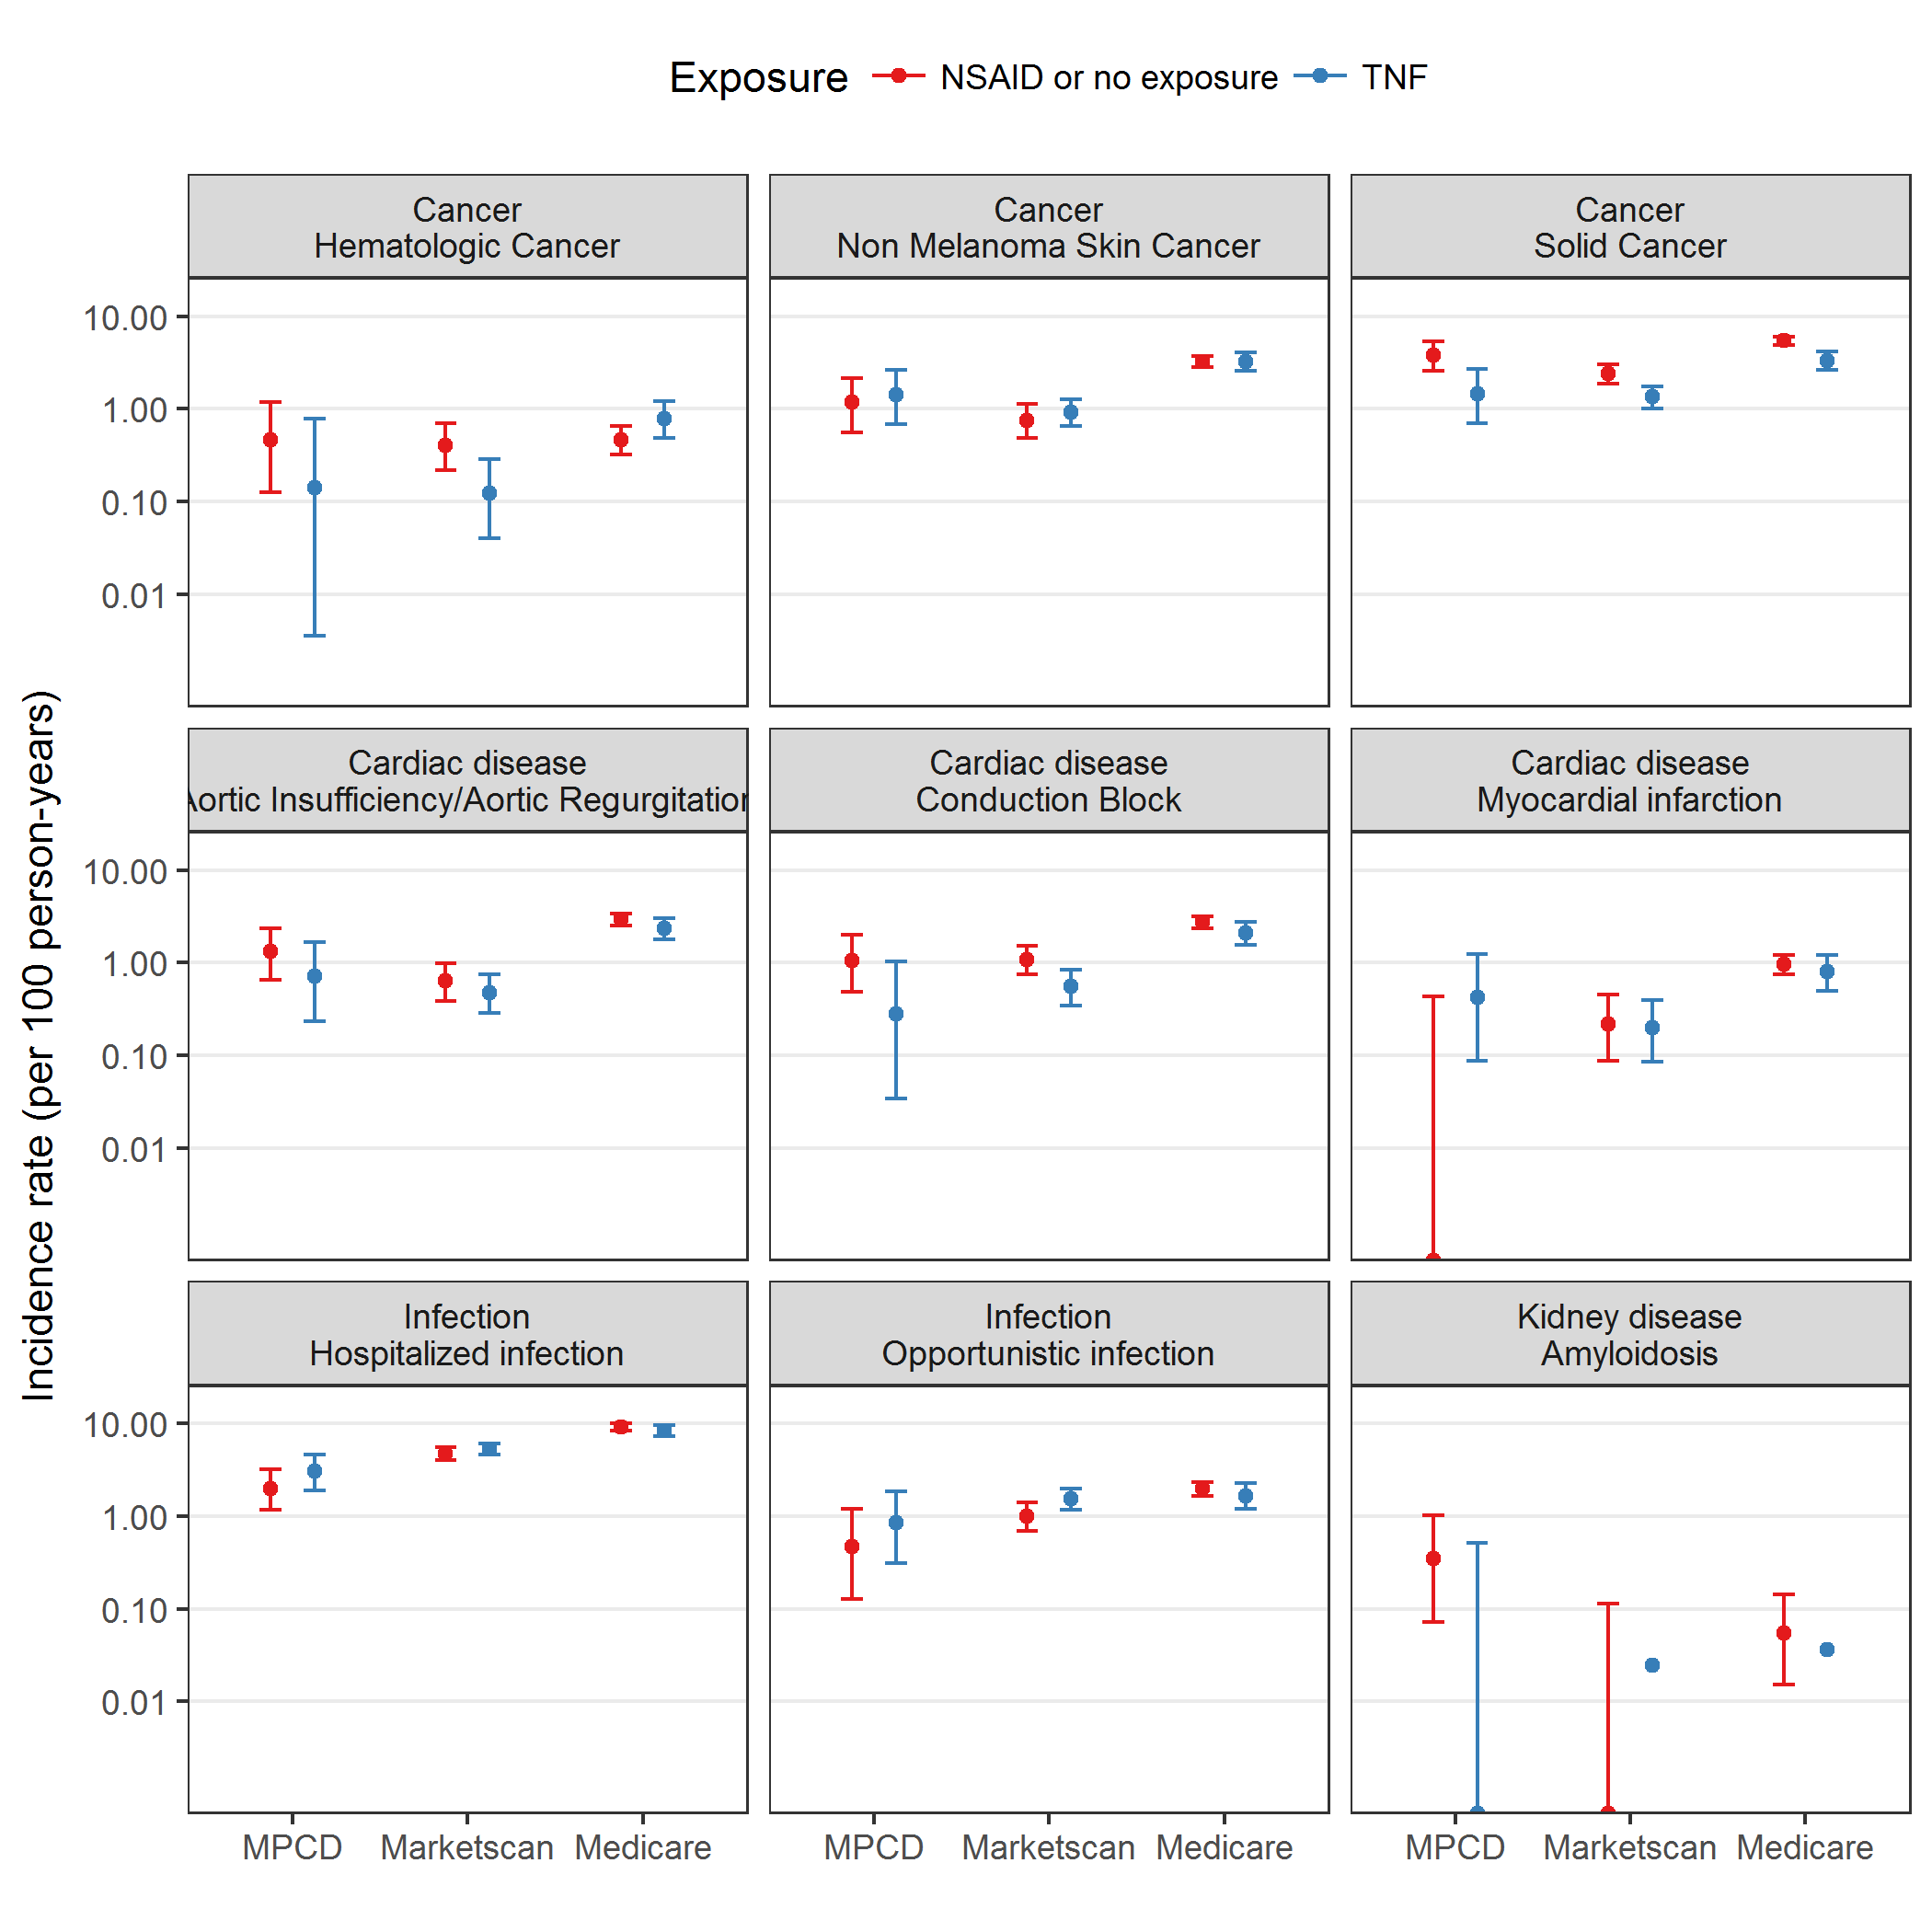 Exposure NSAID or no exposure TNF
Cancer
Hematologic Cancer
Cancer
Non Melanoma Skin Cancer
Cancer
Solid Cancer
10.00
1.00
0.10
0.01
Cardiac disease
Aortic Insufficiency/Aortic Regurgitation
Cardiac disease
Conduction Block
Cardiac disease
Myocardial infarction
10.00
1.00
0.10
0.01
Incidence rate (per 100 person-years)
Infection
Hospitalized infection
Infection
Opportunistic infection
Kidney disease
Amyloidosis
10.00
1.00
0.10
0.01
MPCD Marketscan Medicare
MPCD Marketscan Medicare
MPCD Marketscan Medicare